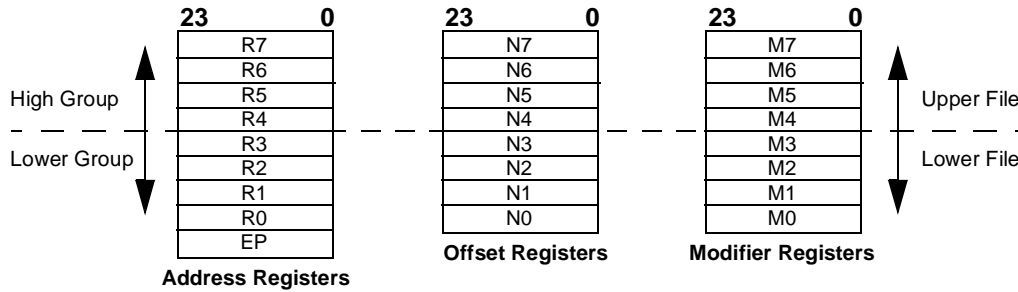 23 0 23 0 23 0
R7 N7 M7
R6 N6 M6
High Group R5 N5 M5 Upper File
R4 N4 M4
R3 N3 M3
Lower Group R2 N2 M2 Lower File
R1 N1 M1
R0 N0 M0
EP
Offset Registers Modifier Registers
Address Registers